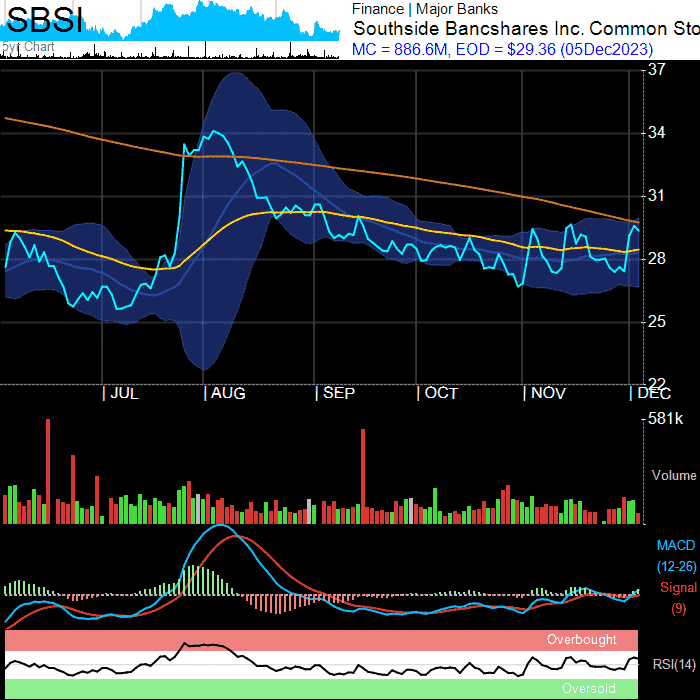 SBSI
5yr Chart
Finance | Major Banks
Southside Bancshares Inc. Common Sto
MC = 886.6M, EOD = $29.36 (05Dec2023)
37
34
31
28
25
22
JUL
AUG
SEP
OCT
NOV
DEC
581k
Volume
MACD
(12-26)
Signal
(9)
Overbought
RSI(14)
Oversold